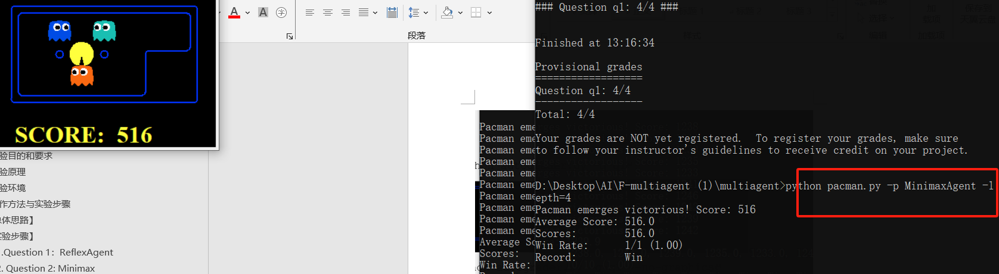 SCORE: 516
验目的和要求
验原理
验环境
作方法与实验步骤
总体思路】
实验步骤】
.Question 1：ReflexAgent
2. Question 2: Minimax
A
A
字
段落
Pacman eme
Pacman eme
Pacman eme
Pacman eme
Pacman eme
Pacman eme
Pacman eme
Pacman eme
Pacman eme
Pacman eme
Average Sc
Scores:
Win Rate:
### Question q1: 4/4 ###
Finished at 13:16:34
Provisional grades
==================
Question q1: 4/4
------------------
Total: 4/4
Your grades are NOT yet registered.  To register your grades, make sure
to follow your instructor's guidelines to receive credit on your project.
D:\Desktop\AI\F-multiagent (1)\multiagent>python pacman.py -p MinimaxAgent -l
epth=4
Pacman emerges victorious! Score: 516
Average Score: 516.0
Scores:        516.0
Win Rate:      1/1 (1.00)
Record:        Win